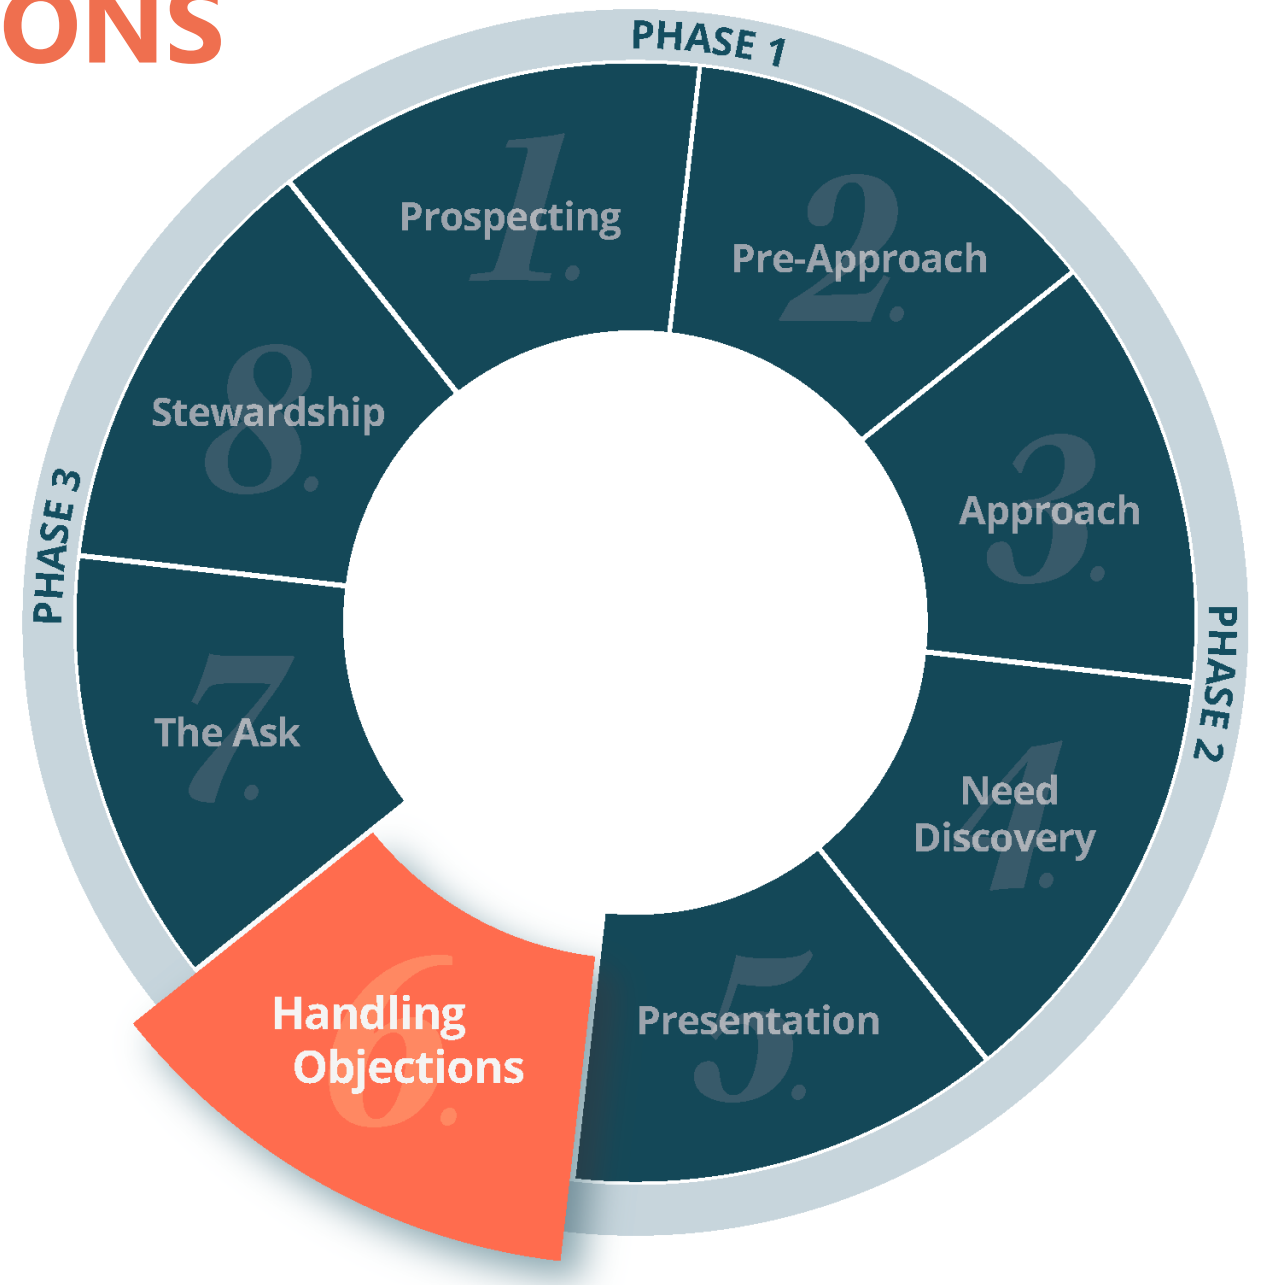 ONS
PHASE 1
1.
Prospecting
2.
Pre-Approach
3.
Approach
PHASE 2
4.
Need
Discovery
5.
Presentation
6.
Handling
Objections
7.
The Ask
PHASE 3
8.
Stewardship